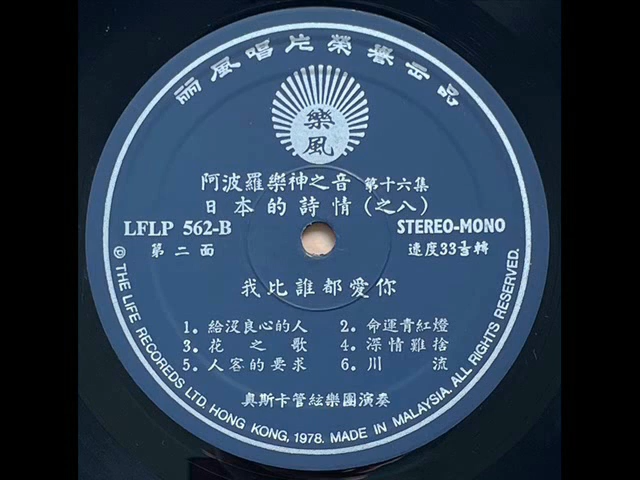 丽風唱片榮譽出品
樂風
阿波羅樂神之音 第十六集
日本的詩情(之八)
LFLP 562-B STEREO-MONO
第二面 速度33⅓轉
我比誰都愛你
1. 給沒良心的人 2. 命運青紅燈
3. 花之歌 4. 深情難捨
5. 人客的要求 6. 川流
奧斯卡管絃樂團演奏
Ⓟ THE LIFE RECOREDS LTD. HONG KONG, 1978. MADE IN MALAYSIA. ALL RIGHTS RESERVED.